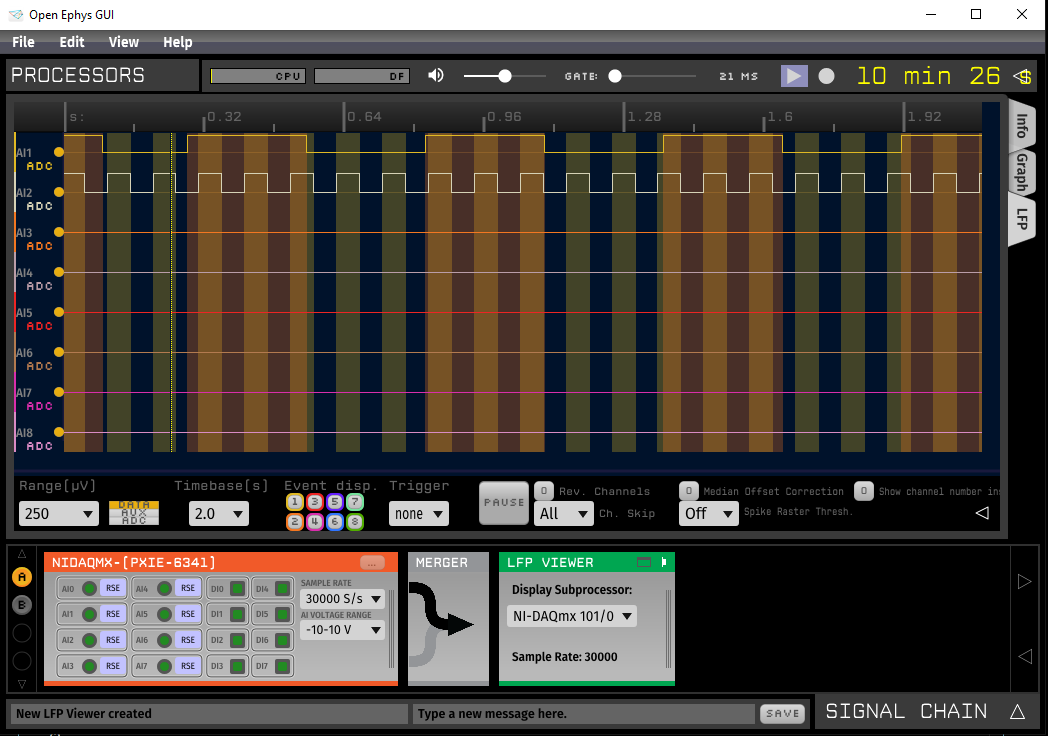 Open Ephys GUI
File Edit View Help
PROCESSORS
CPU DF GATE: 21 MS 10 min 26 s
s: 0.32 0.64 0.96 1.28 1.6 1.92
AI1
ADC
AI2
ADC
AI3
ADC
AI4
ADC
AI5
ADC
AI6
ADC
AI7
ADC
AI8
ADC
Info
Graph
LFP
Range(µV) Timebase(s) Event disp. Trigger
250
DATA
AUX
ADC
2.0
1 3 5 7
2 4 6 8
none
PAUSE
0 Rev. Channels
All Ch. Skip
0 Median Offset Correction
Off Spike Raster Thresh.
0 Show channel number ins
A
B
NIDAQMX-(PXIE-6341) ...
AI0 RSE AI4 RSE DI0 DI4
AI1 RSE AI5 RSE DI1 DI5
AI2 RSE AI6 RSE DI2 DI6
AI3 RSE AI7 RSE DI3 DI7
SAMPLE RATE
30000 S/s
AI VOLTAGE RANGE
-10-10 V
MERGER
LFP VIEWER
Display Subprocessor:
NI-DAQmx 101/0
Sample Rate: 30000
New LFP Viewer created
Type a new message here.
SAVE
SIGNAL CHAIN